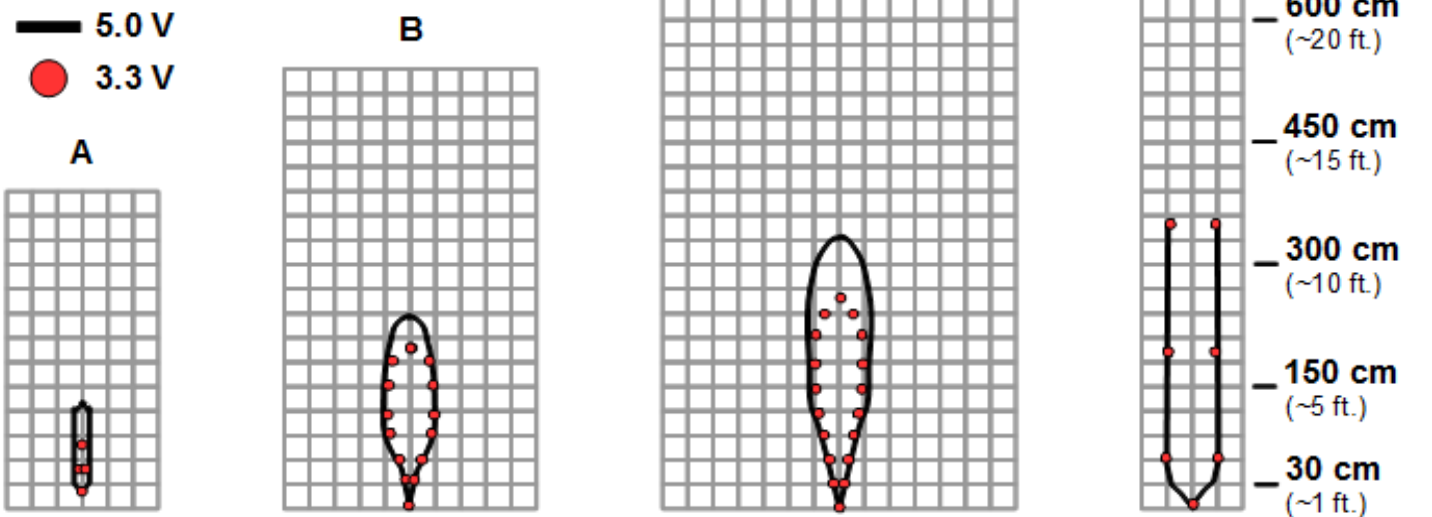 5.0 V
3.3 V
A
B
600 cm
(~20 ft.)
450 cm
(~15 ft.)
300 cm
(~10 ft.)
150 cm
(~5 ft.)
30 cm
(~1 ft.)